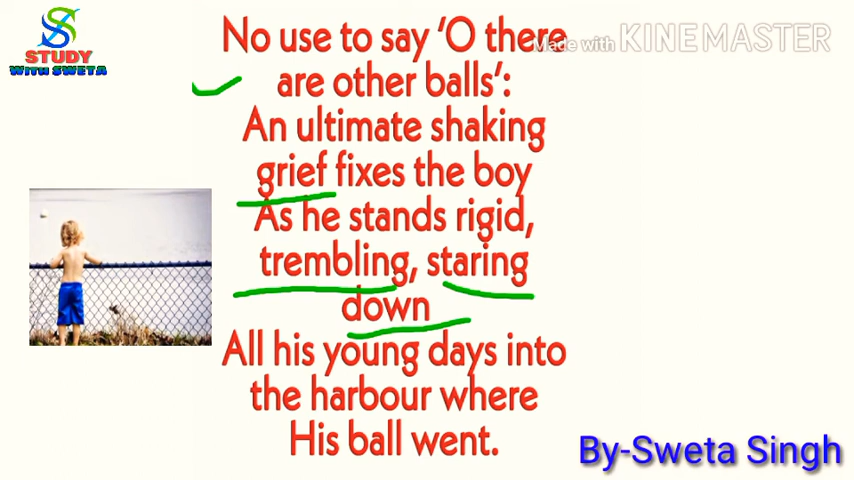 STUDY
WITH SWETA
Made with KINEMASTER
No use to say ‘O there
are other balls’:
An ultimate shaking
grief fixes the boy
As he stands rigid,
trembling, staring
down
All his young days into
the harbour where
His ball went.
By-Sweta Singh